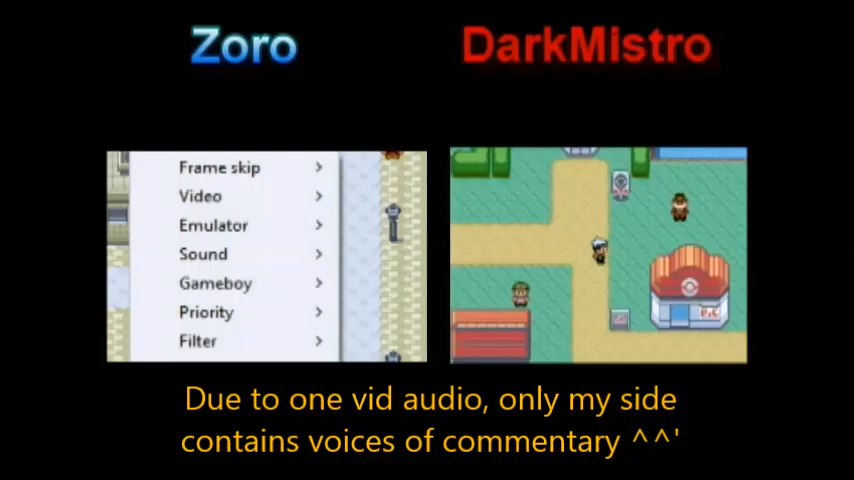 Zoro
DarkMistro
Frame skip
Video
Emulator
Sound
Gameboy
Priority
Filter
Due to one vid audio, only my side
contains voices of commentary ^^'